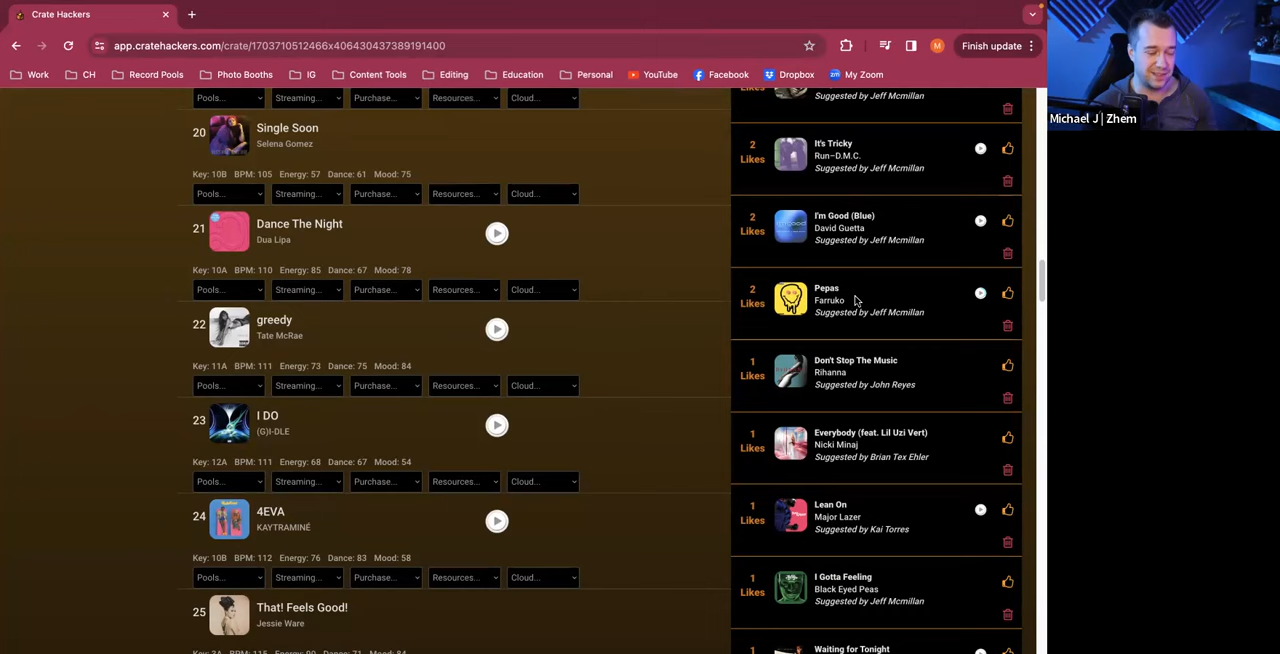 Crate Hackers
app.cratehackers.com/crate/1703710512466x406430437389191400
M
Finish update
Work
CH
Record Pools
Photo Booths
IG
Content Tools
Editing
Education
Personal
YouTube
Facebook
Dropbox
My Zoom
Michael J | Zhem
Pools...
Streaming...
Purchase...
Resources...
Cloud...
20
Single Soon
Selena Gomez
Key: 10B BPM: 105 Energy: 57 Dance: 61 Mood: 75
Pools...
Streaming...
Purchase...
Resources...
Cloud...
21
Dance The Night
Dua Lipa
Key: 10A BPM: 110 Energy: 85 Dance: 67 Mood: 78
Pools...
Streaming...
Purchase...
Resources...
Cloud...
22
greedy
Tate McRae
Key: 11A BPM: 111 Energy: 73 Dance: 75 Mood: 84
Pools...
Streaming...
Purchase...
Resources...
Cloud...
23
I DO
(G)I-DLE
Key: 12A BPM: 111 Energy: 68 Dance: 67 Mood: 54
Pools...
Streaming...
Purchase...
Resources...
Cloud...
24
4EVA
KAYTRAMINÉ
Key: 10B BPM: 112 Energy: 76 Dance: 83 Mood: 58
Pools...
Streaming...
Purchase...
Resources...
Cloud...
25
That! Feels Good!
Jessie Ware
Key: 3A BPM: 115 Energy: 90 Dance: 71 Mood: 84
Likes
Suggested by Jeff Mcmillan
2
Likes
It's Tricky
Run–D.M.C.
Suggested by Jeff Mcmillan
2
Likes
I'm Good (Blue)
David Guetta
Suggested by Jeff Mcmillan
2
Likes
Pepas
Farruko
Suggested by Jeff Mcmillan
1
Likes
Don't Stop The Music
Rihanna
Suggested by John Reyes
1
Likes
Everybody (feat. Lil Uzi Vert)
Nicki Minaj
Suggested by Brian Tex Ehler
1
Likes
Lean On
Major Lazer
Suggested by Kai Torres
1
Likes
I Gotta Feeling
Black Eyed Peas
Suggested by Jeff Mcmillan
1
Waiting for Tonight